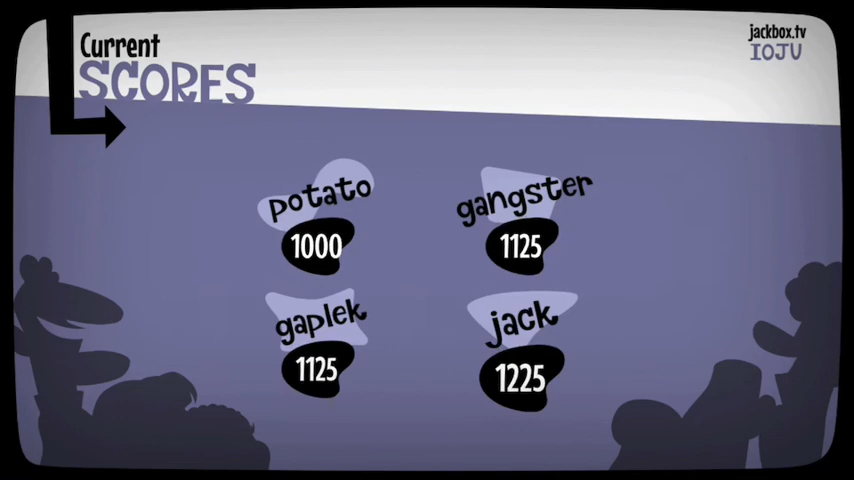 Current
SCORES
jackbox.tv
IOJU
potato
1000
gangster
1125
gaplek
1125
jack
1225